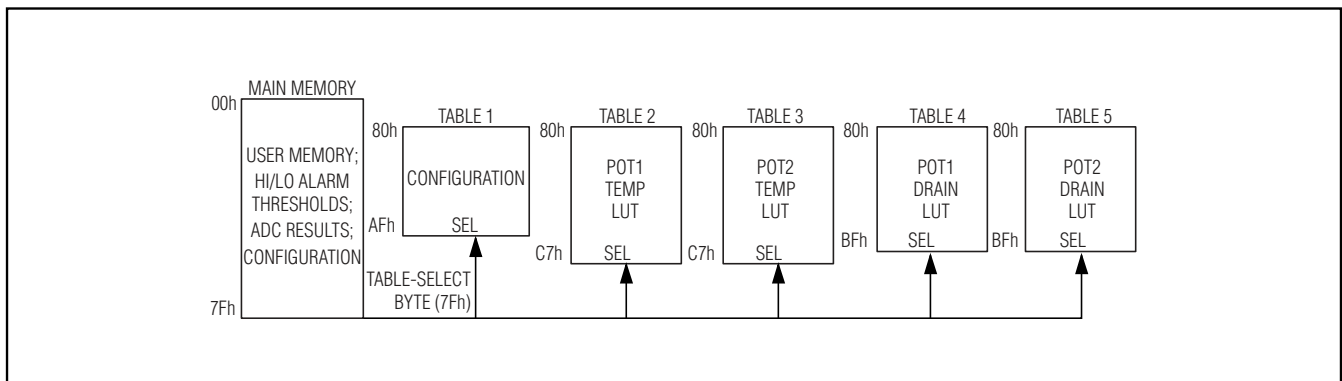 MAIN MEMORY
00h
USER MEMORY;
HI/LO ALARM
THRESHOLDS;
ADC RESULTS;
CONFIGURATION
7Fh
TABLE-SELECT
BYTE (7Fh)
TABLE 1
80h
CONFIGURATION
AFh
SEL
TABLE 2
80h
POT1
TEMP
LUT
C7h
SEL
TABLE 3
80h
POT2
TEMP
LUT
C7h
SEL
TABLE 4
80h
POT1
DRAIN
LUT
BFh
SEL
TABLE 5
80h
POT2
DRAIN
LUT
BFh
SEL